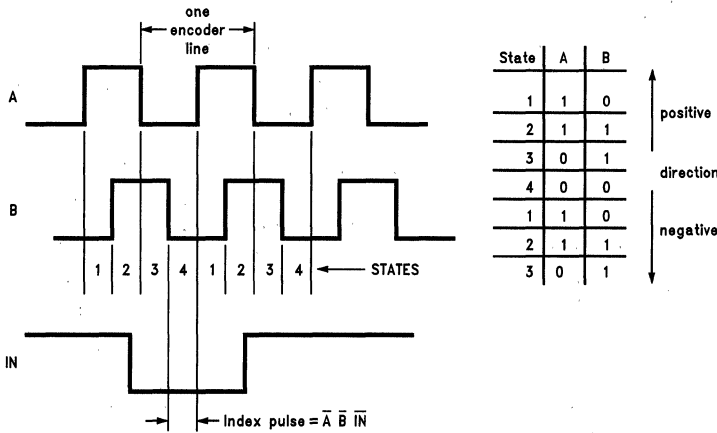 one
encoder
line
A
B
1 2 3 4 1 2 3 4 STATES
IN
Index pulse = A̅ B̅ I̅N̅
State A B
1 1 0
2 1 1
3 0 1
4 0 0
1 1 0
2 1 1
3 0 1
positive
direction
negative